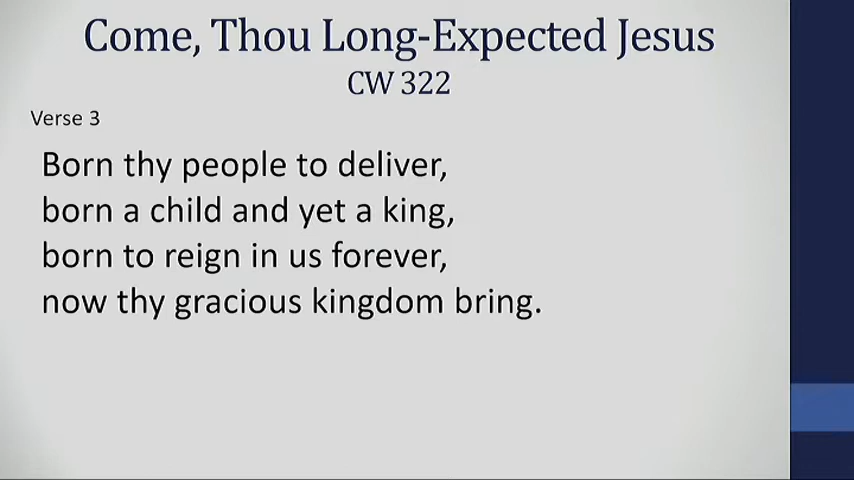 Come, Thou Long-Expected Jesus
CW 322
Verse 3
Born thy people to deliver,
born a child and yet a king,
born to reign in us forever,
now thy gracious kingdom bring.